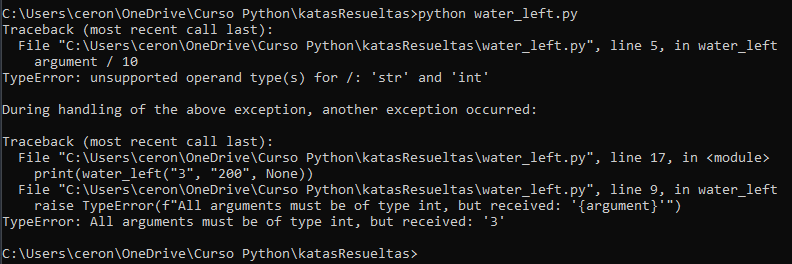 C:\Users\ceron\OneDrive\Curso Python\katasResueltas>python water_left.py
Traceback (most recent call last):
  File "C:\Users\ceron\OneDrive\Curso Python\katasResueltas\water_left.py", line 5, in water_left
    argument / 10
TypeError: unsupported operand type(s) for /: 'str' and 'int'

During handling of the above exception, another exception occurred:

Traceback (most recent call last):
  File "C:\Users\ceron\OneDrive\Curso Python\katasResueltas\water_left.py", line 17, in <module>
    print(water_left("3", "200", None))
  File "C:\Users\ceron\OneDrive\Curso Python\katasResueltas\water_left.py", line 9, in water_left
    raise TypeError(f"All arguments must be of type int, but received: '{argument}'")
TypeError: All arguments must be of type int, but received: '3'

C:\Users\ceron\OneDrive\Curso Python\katasResueltas>